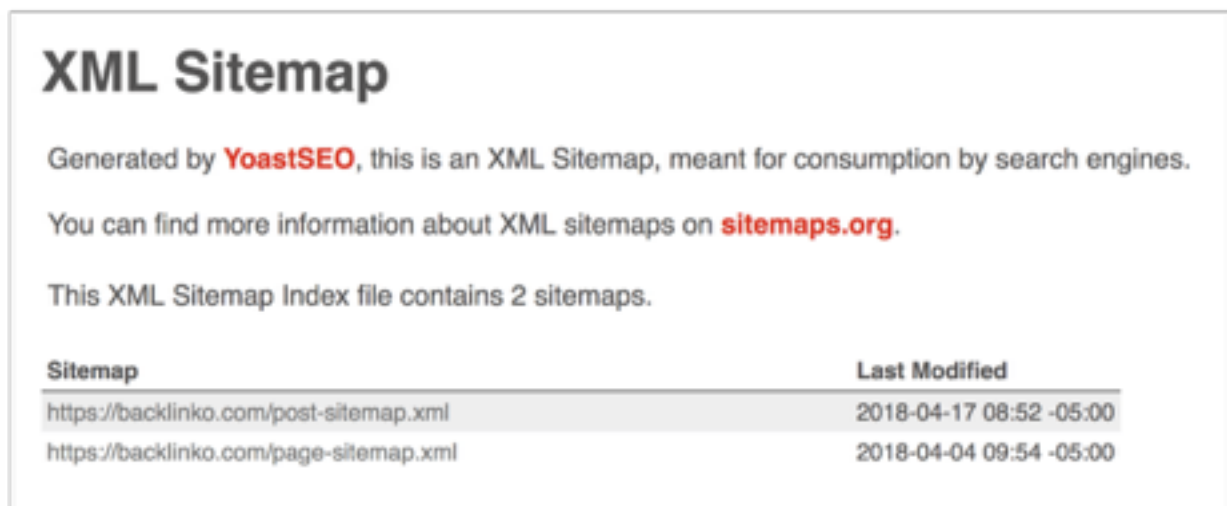 XML Sitemap
Generated by YoastSEO, this is an XML Sitemap, meant for consumption by search engines.
You can find more information about XML sitemaps on sitemaps.org.
This XML Sitemap Index file contains 2 sitemaps.
Sitemap Last Modified
https://backlinko.com/post-sitemap.xml 2018-04-17 08:52 -05:00
https://backlinko.com/page-sitemap.xml 2018-04-04 09:54 -05:00